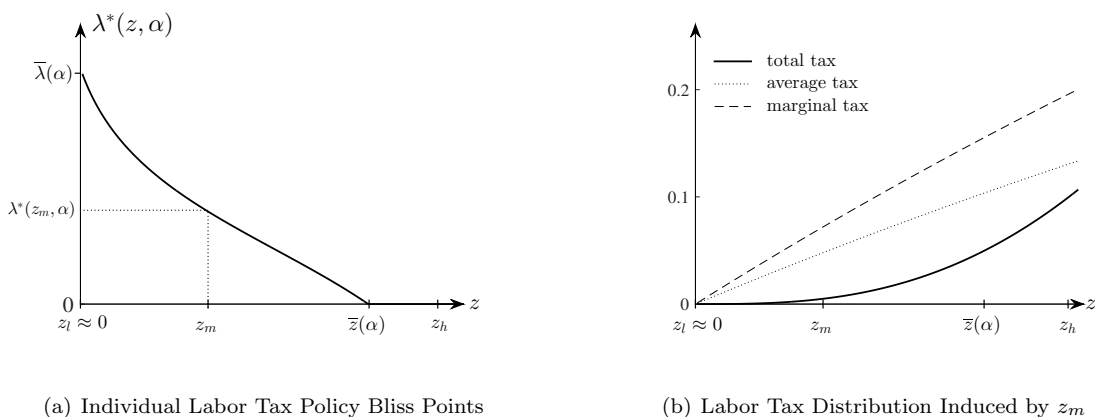 λ*(z, α)
λ̄(α)
λ*(z_m, α)
0
z
z_l ≈ 0
z_m
z̄(α)
z_h
(a) Individual Labor Tax Policy Bliss Points
total tax
average tax
marginal tax
0.2
0.1
0
z
z_l ≈ 0
z_m
z̄(α)
z_h
(b) Labor Tax Distribution Induced by z_m